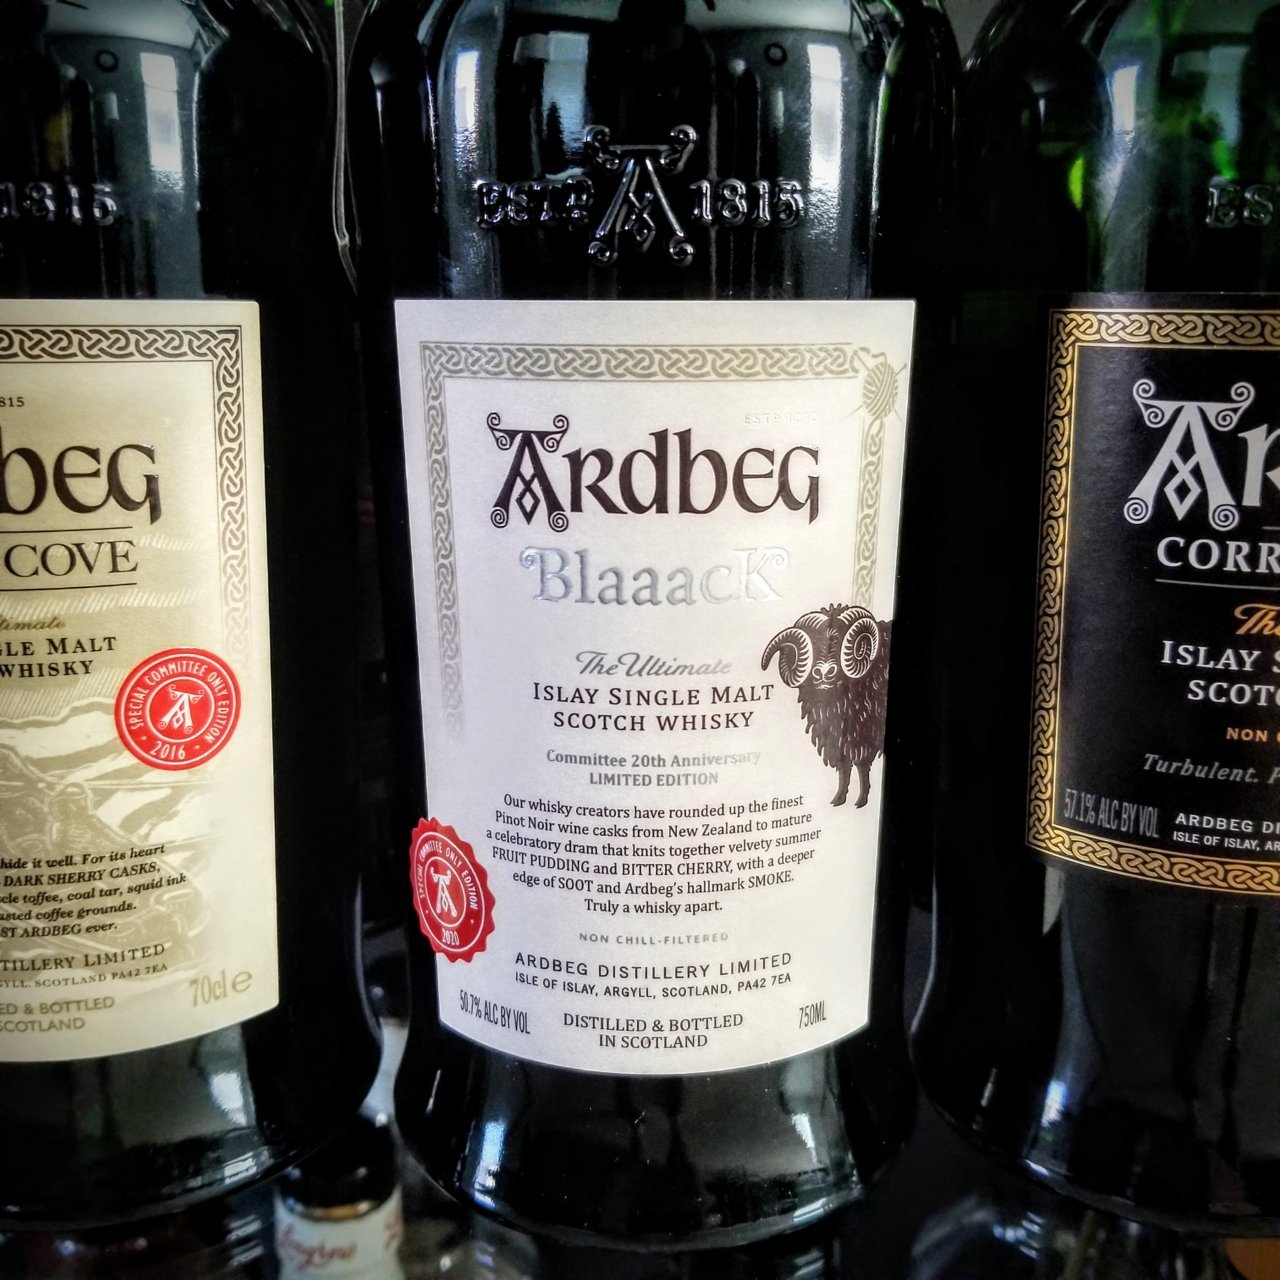 1815
815
beg
COVE
timate
GLE MALT
WHISKY
SPECIAL COMMITTEE ONLY EDITION
· 2016 ·
hide it well. For its heart
DARK SHERRY CASKS,
cle toffee, coal tar, squid ink
asted coffee grounds.
ST ARDBEG ever.
TILLERY LIMITED
GYLL, SCOTLAND PA42 7EA
70cl e
ED & BOTTLED
SCOTLAND
ESTD 1815
ESTD 1815
Ardbeg
Blaaack
The Ultimate
ISLAY SINGLE MALT
SCOTCH WHISKY
Committee 20th Anniversary
LIMITED EDITION
Our whisky creators have rounded up the finest
Pinot Noir wine casks from New Zealand to mature
a celebratory dram that knits together velvety summer
FRUIT PUDDING and BITTER CHERRY, with a deeper
edge of SOOT and Ardbeg's hallmark SMOKE.
Truly a whisky apart.
SPECIAL COMMITTEE ONLY EDITION
2020
NON CHILL-FILTERED
ARDBEG DISTILLERY LIMITED
ISLE OF ISLAY, ARGYLL, SCOTLAND, PA42 7EA
50.7% ALC BY VOL
DISTILLED & BOTTLED
IN SCOTLAND
750ML
ES
Ar
CORR
The
ISLAY S
SCOTC
NON C
Turbulent. P
57.1% ALC BY VOL
ARDBEG DI
ISLE OF ISLAY, AR